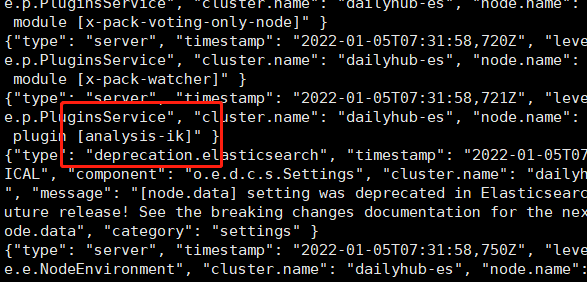 e.p.PluginsService", "cluster.name": "dailyhub-es", "node.name":
 module [x-pack-voting-only-node]" }
{"type": "server", "timestamp": "2022-01-05T07:31:58,720Z", "leve
e.p.PluginsService", "cluster.name": "dailyhub-es", "node.name":
 module [x-pack-watcher]" }
{"type": "server", "timestamp": "2022-01-05T07:31:58,721Z", "leve
e.p.PluginsService", "cluster.name": "dailyhub-es", "node.name":
 plugin [analysis-ik]" }
{"type": "deprecation.elasticsearch", "timestamp": "2022-01-05T07
ICAL", "component": "o.e.d.c.s.Settings", "cluster.name": "dailyh
", "message": "[node.data] setting was deprecated in Elasticsearc
uture release! See the breaking changes documentation for the nex
ode.data", "category": "settings" }
{"type": "server", "timestamp": "2022-01-05T07:31:58,750Z", "leve
e.e.NodeEnvironment", "cluster.name": "dailyhub-es", "node.name":